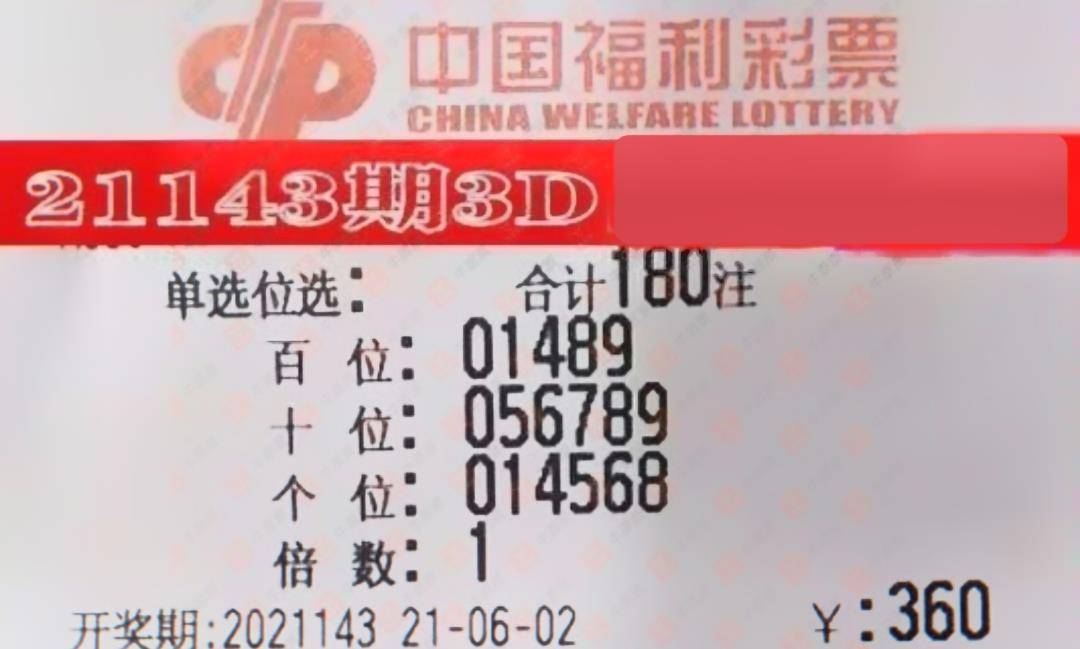 中国福利彩票
CHINA WELFARE LOTTERY
21143期3D
单选位选: 合计180注
百 位: 01489
十 位: 056789
个 位: 014568
倍 数: 1
开奖期:2021143 21-06-02 ¥:360